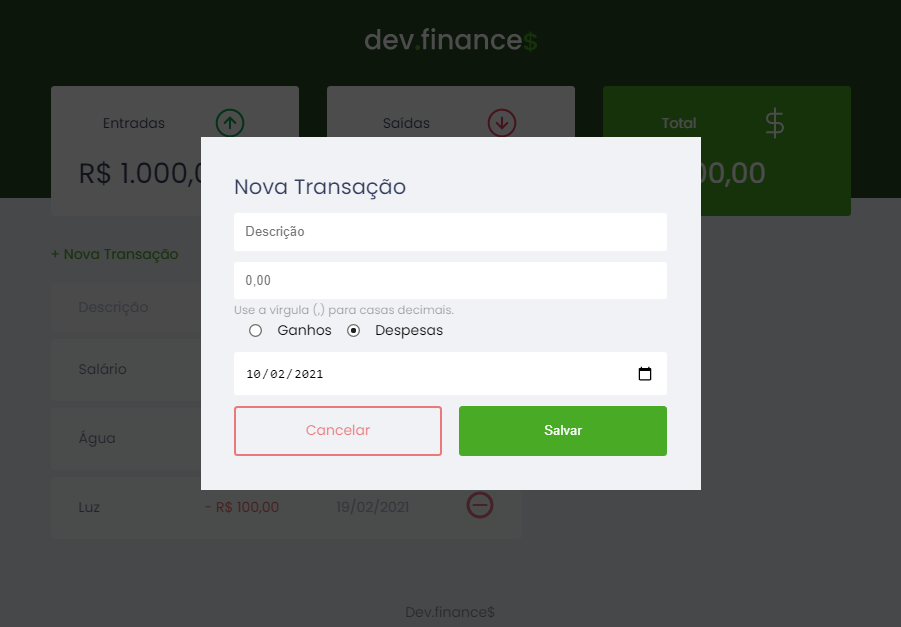 dev.finance$
Entradas
Saídas
Total
$
R$ 1.000,0
00,00
Nova Transação
Descrição
0,00
Use a vírgula (,) para casas decimais.
Ganhos
Despesas
10/02/2021
Cancelar
Salvar
+ Nova Transação
Descrição
Salário
Água
Luz - R$ 100,00 19/02/2021
Dev.finance$